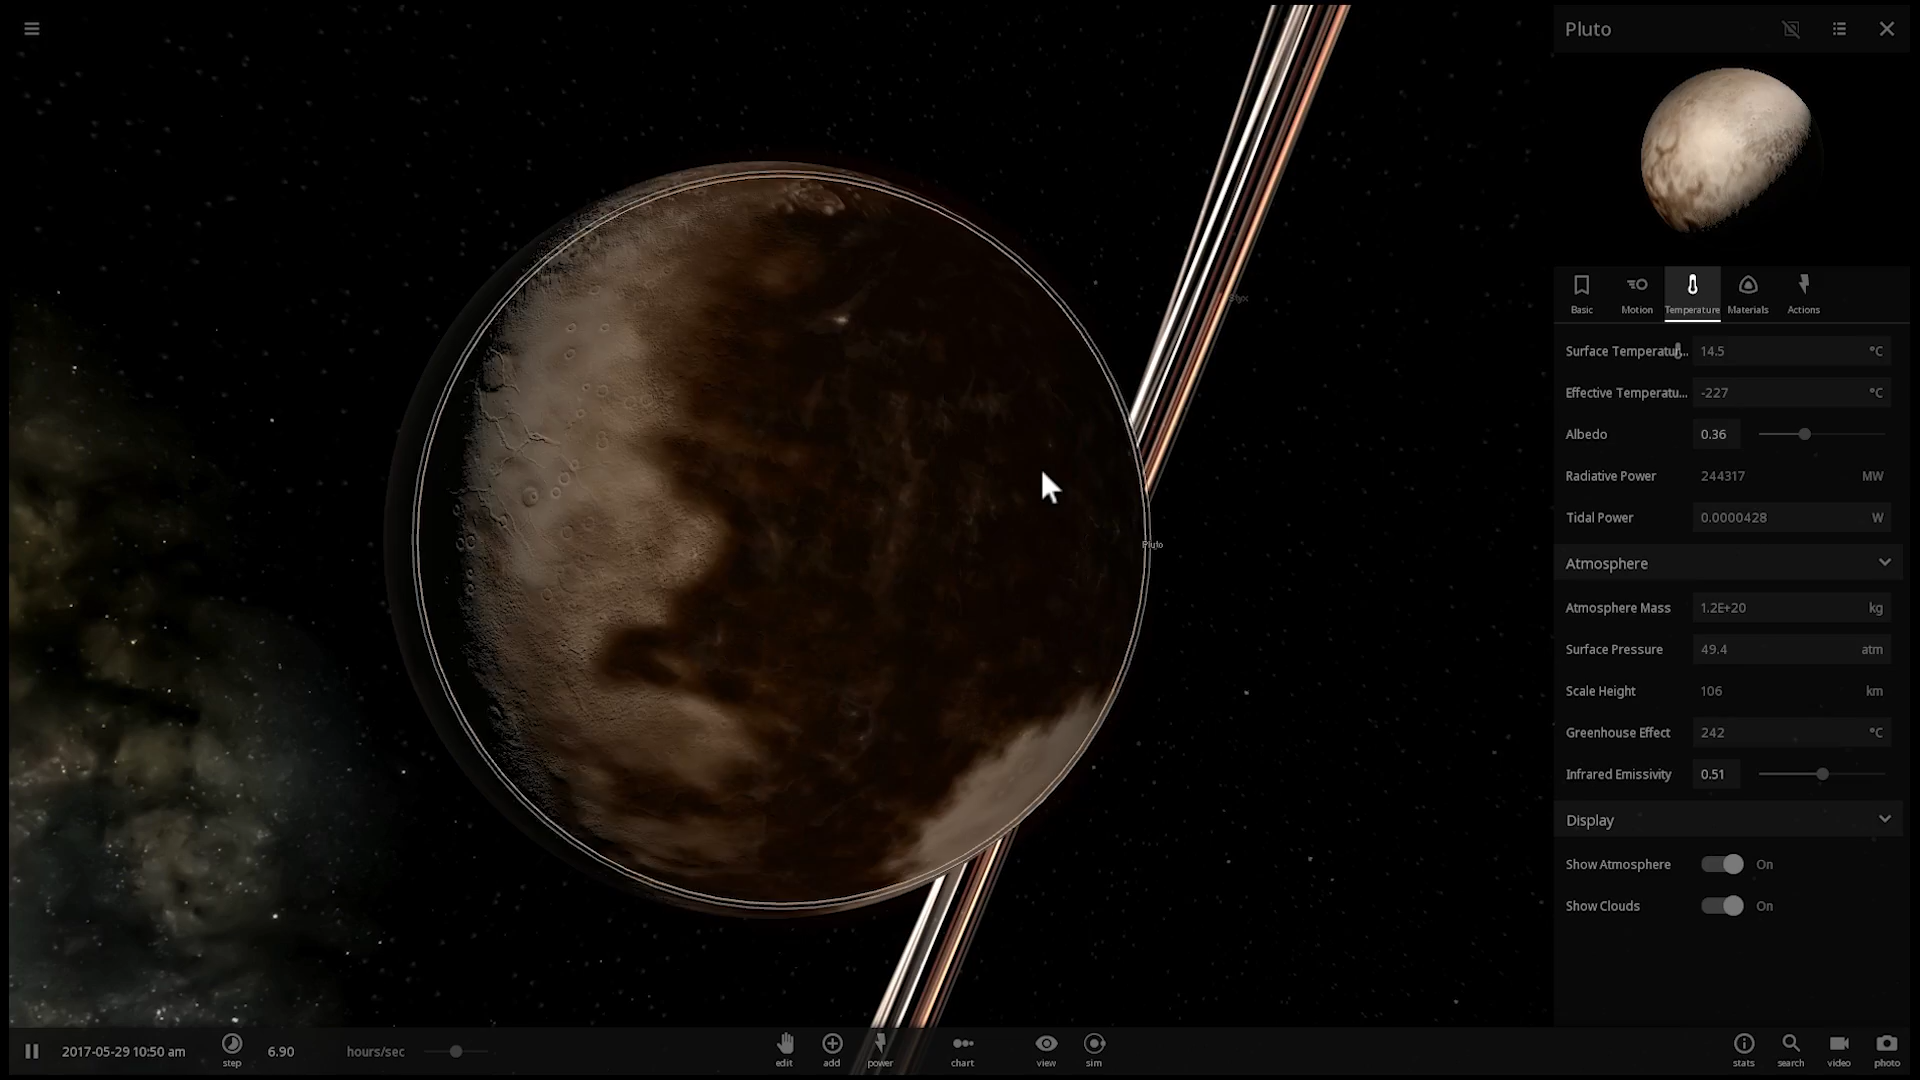 Pluto
Basic
Motion
Temperature
Materials
Actions
Surface Temperatur... 14.5 °C
Effective Temperatu... -227 °C
Albedo 0.36
Radiative Power 244317 MW
Tidal Power 0.0000428 W
Atmosphere
Atmosphere Mass 1.2E+20 kg
Surface Pressure 49.4 atm
Scale Height 106 km
Greenhouse Effect 242 °C
Infrared Emissivity 0.51
Display
Show Atmosphere On
Show Clouds On
Styx
Pluto
2017-05-29 10:50 am
step
6.90 hours/sec
edit
add
power
chart
view
sim
stats
search
video
photo